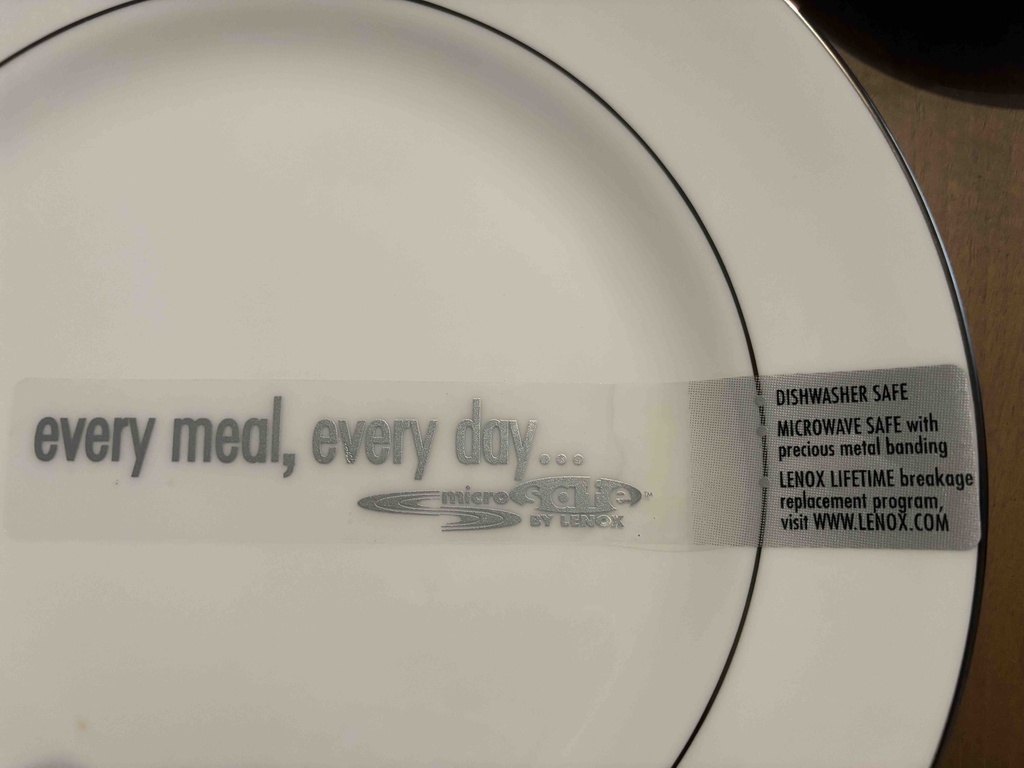 every meal, every day...
micro safe™
BY LENOX
DISHWASHER SAFE
MICROWAVE SAFE with
precious metal banding
LENOX LIFETIME breakage
replacement program,
visit WWW.LENOX.COM